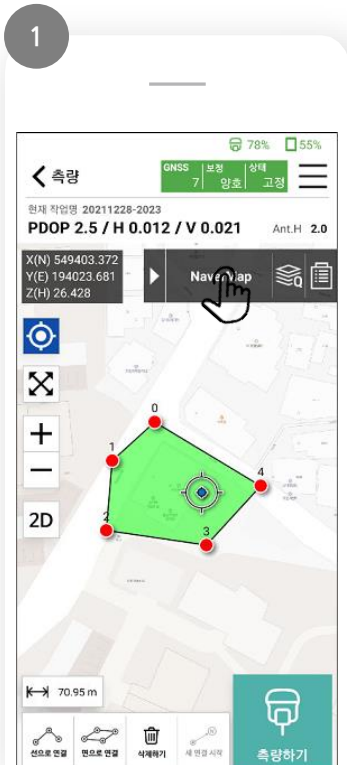 1
78% 55%
측량
GNSS 보정 상태
7 양호 고정
현재 작업명 20211228-2023
PDOP 2.5 / H 0.012 / V 0.021 Ant.H 2.0
X(N) 549403.372
Y(E) 194023.681
Z(H) 26.428
Naver Map
0
1
4
2
3
2D
70.95 m
선으로 연결 면으로 연결 삭제하기 새 연결 시작
측량하기